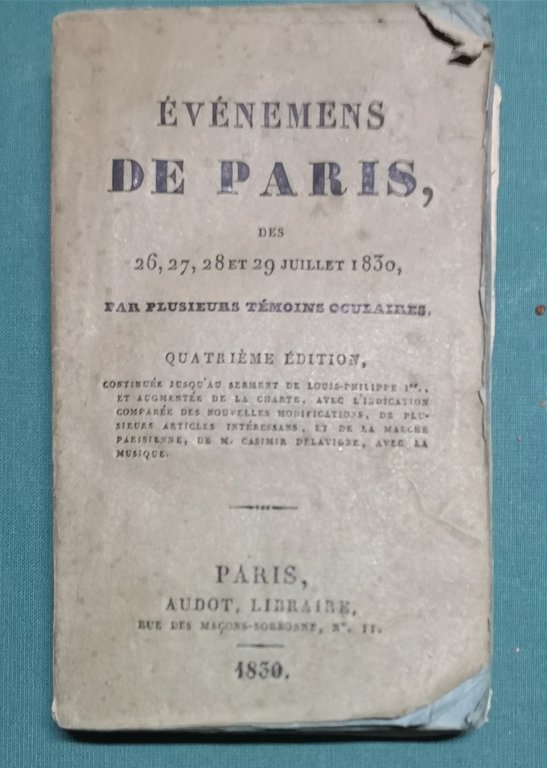 ÉVÉNEMENS
DE PARIS,
DES
26, 27, 28 ET 29 JUILLET 1830,
PAR PLUSIEURS TÉMOINS OCULAIRES.
QUATRIÈME ÉDITION,
CONTINUÉE JUSQU'AU SERMENT DE LOUIS-PHILIPPE Ier.,
ET AUGMENTÉE DE LA CHARTE, AVEC L'INDICATION
COMPARÉE DES NOUVELLES MODIFICATIONS, DE PLU-
SIEURS ARTICLES INTÉRESSANS, ET DE LA MARCHE
PARISIENNE, DE M. CASIMIR DELAVIGNE, AVEC LA
MUSIQUE.
PARIS,
AUDOT, LIBRAIRE,
RUE DES MAÇONS-SORBONNE, No. 11.
1830.